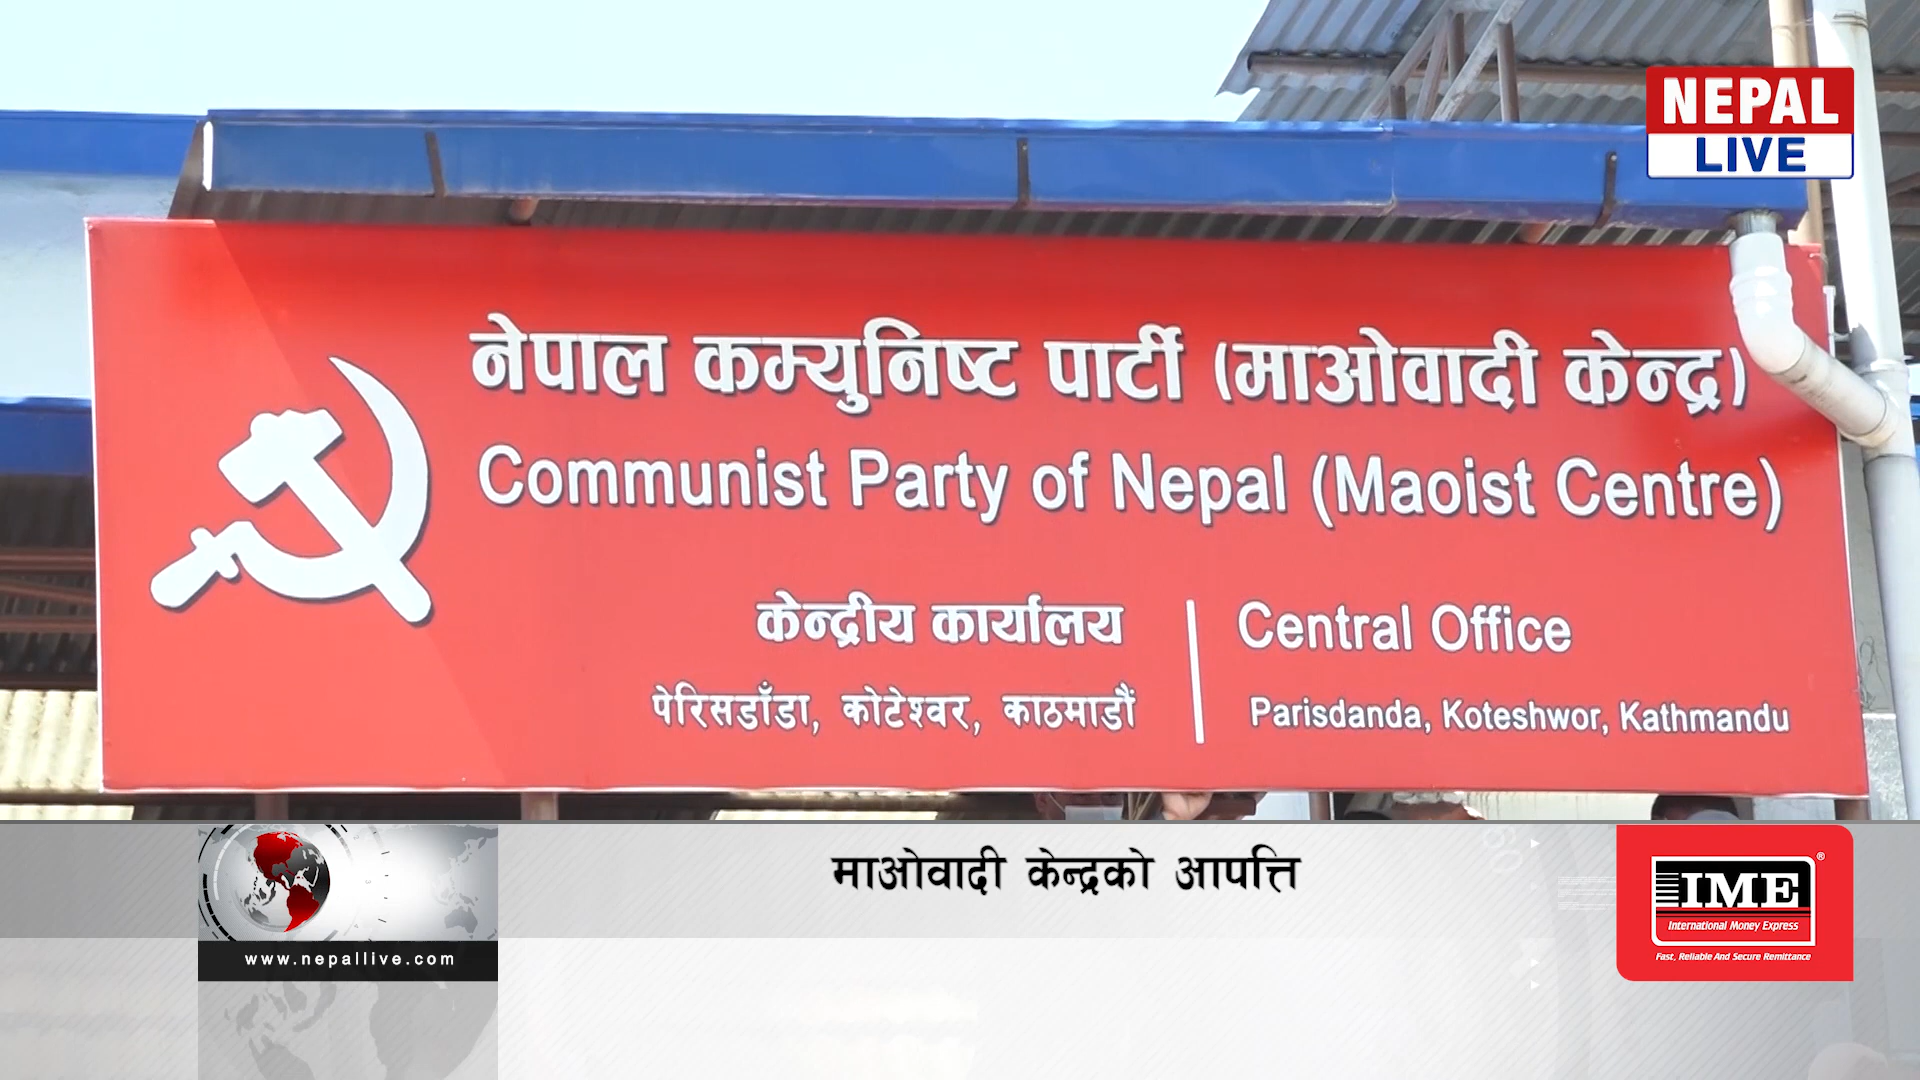 NEPAL
LIVE
नेपाल कम्युनिष्ट पार्टी (माओवादी केन्द्र)
Communist Party of Nepal (Maoist Centre)
केन्द्रीय कार्यालय
पेरिसडाँडा, कोटेश्वर, काठमाडौं
Central Office
Parisdanda, Koteshwor, Kathmandu
माओवादी केन्द्रको आपत्ति
www.nepallive.com
IME®
International Money Express
Fast, Reliable And Secure Remittance